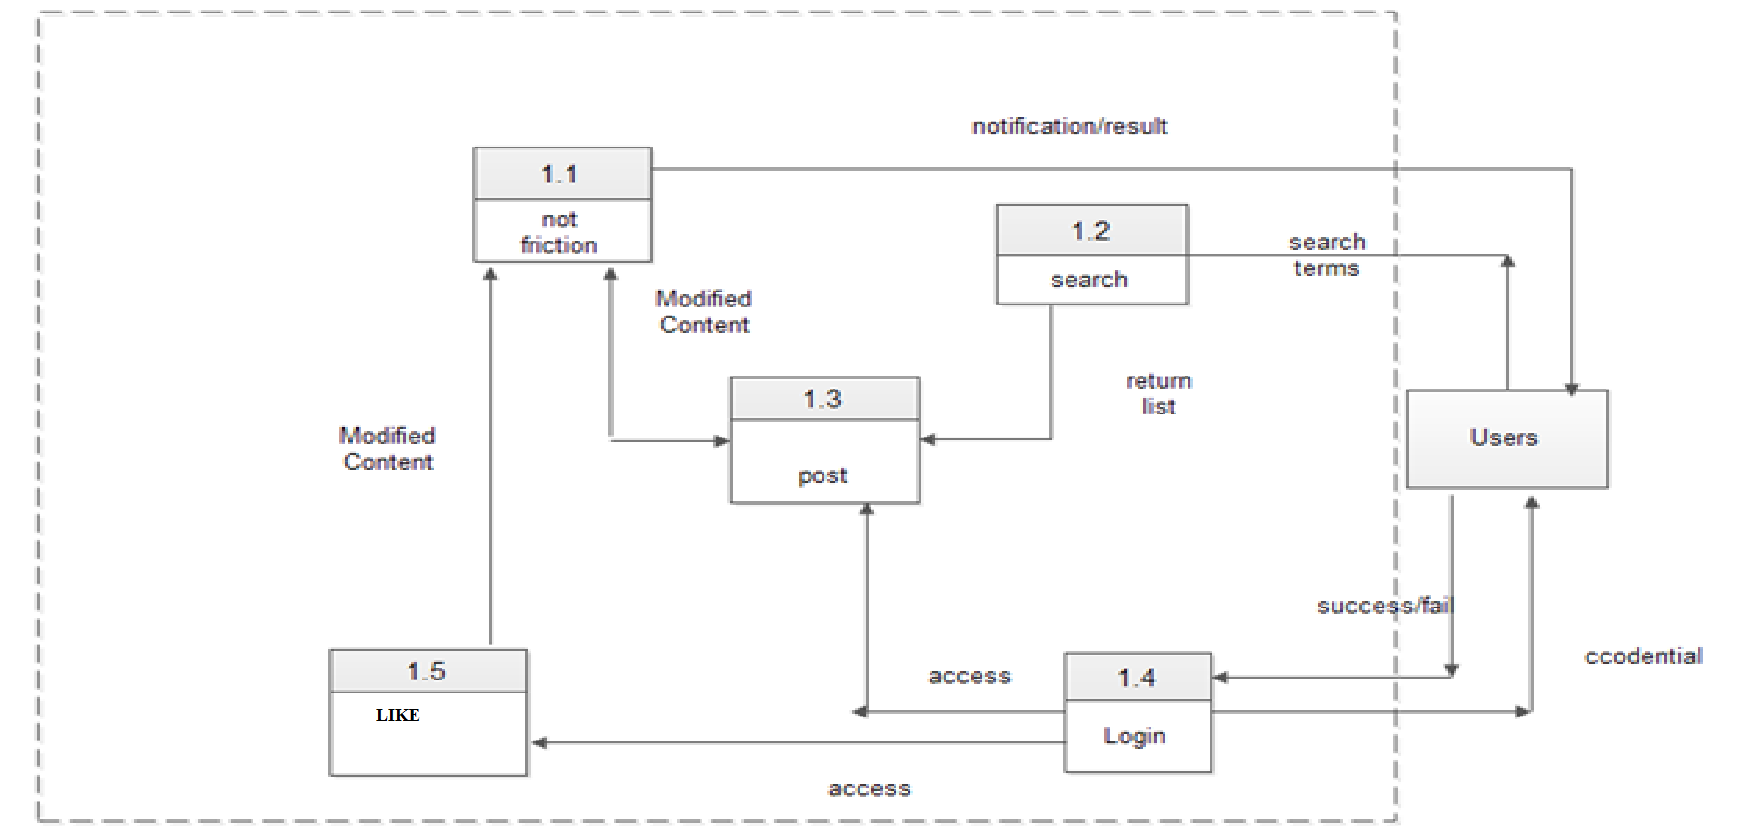 notification/result
1.1
not
friction
1.2
search
search
terms
Modified
Content
1.3
post
return
list
Users
Modified
Content
success/fail
ccodential
1.5
LIKE
access
1.4
Login
access